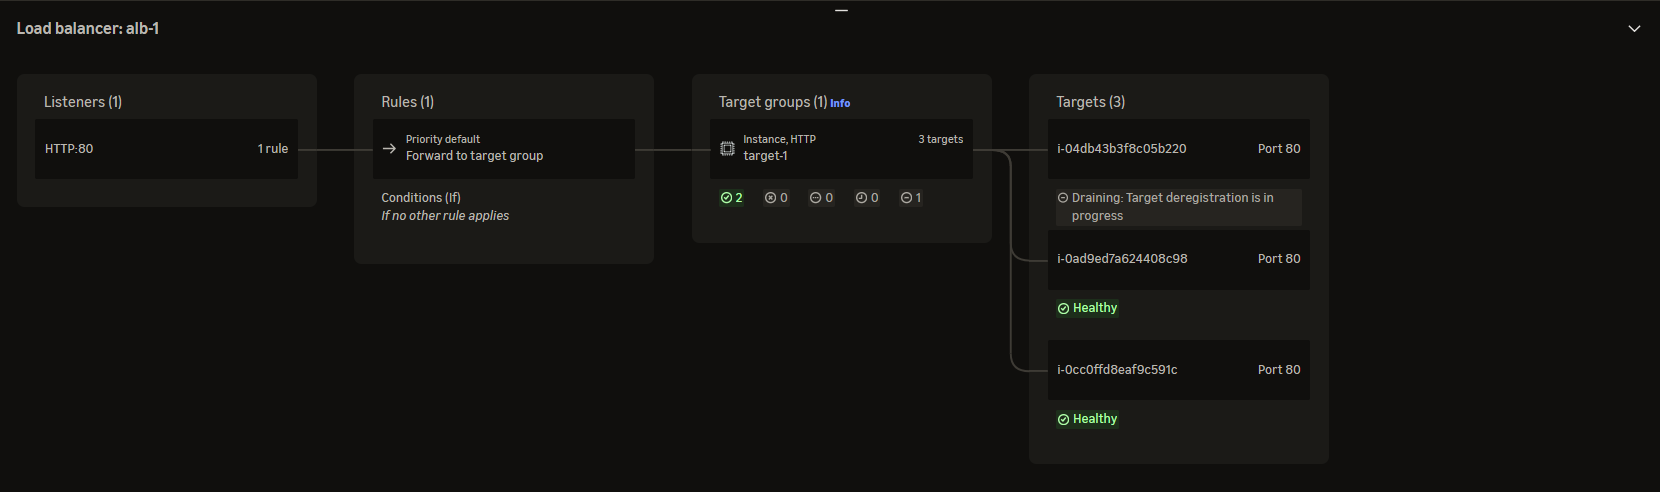 Load balancer: alb-1
Listeners (1)
HTTP:80 1 rule
Rules (1)
Priority default
Forward to target group
Conditions (If)
If no other rule applies
Target groups (1) Info
Instance, HTTP 3 targets
target-1
2 0 0 0 1
Targets (3)
i-04db43b3f8c05b220 Port 80
Draining: Target deregistration is in
progress
i-0ad9ed7a624408c98 Port 80
Healthy
i-0cc0ffd8eaf9c591c Port 80
Healthy